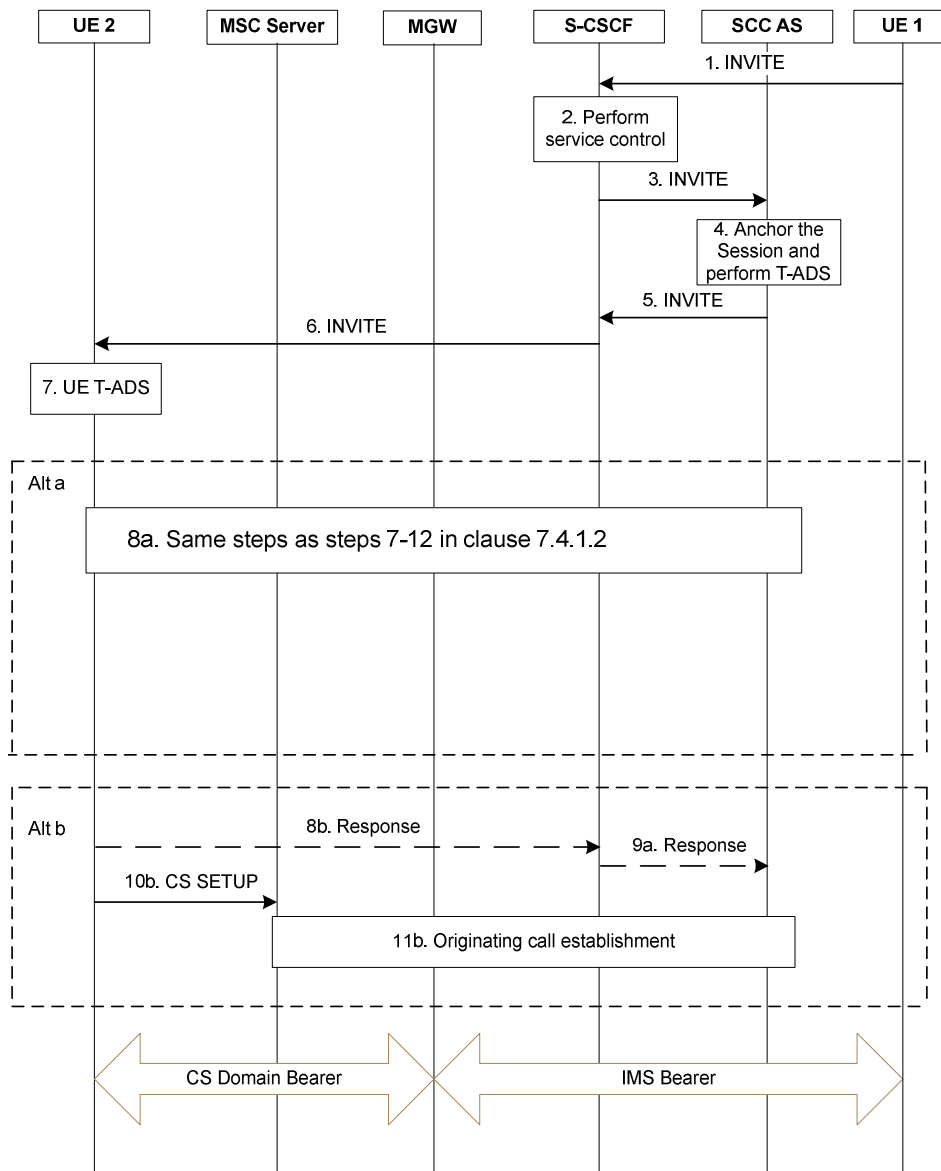 UE 2
MSC Server
MGW
S-CSCF
SCC AS
UE 1
1. INVITE
2. Perform
service control
3. INVITE
4. Anchor the
Session and
perform T-ADS
5. INVITE
6. INVITE
7. UE T-ADS
Alt a
8a. Same steps as steps 7-12 in clause 7.4.1.2
Alt b
8b. Response
9a. Response
10b. CS SETUP
11b. Originating call establishment
CS Domain Bearer
IMS Bearer